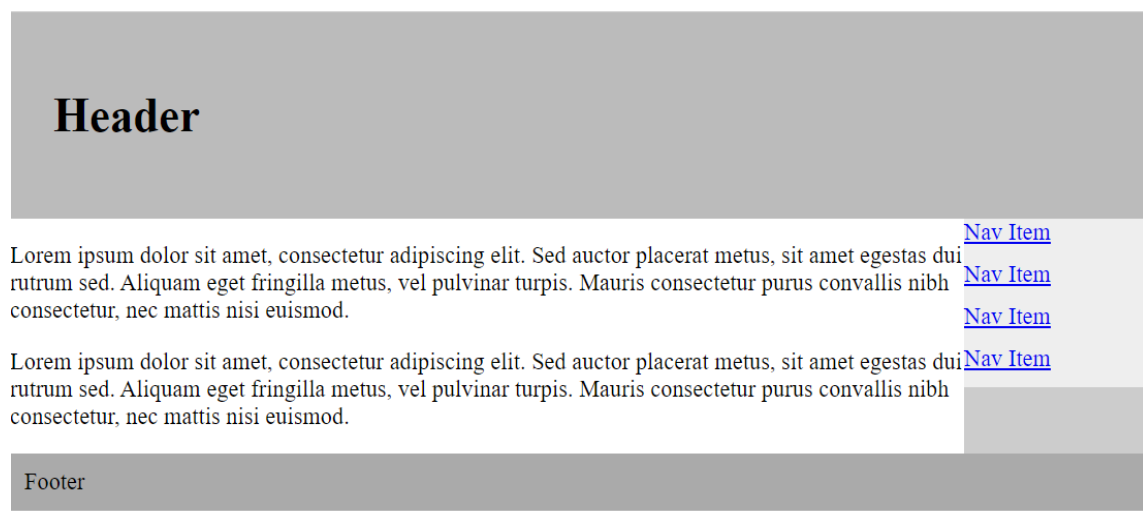 Header
Lorem ipsum dolor sit amet, consectetur adipiscing elit. Sed auctor placerat metus, sit amet egestas dui
rutrum sed. Aliquam eget fringilla metus, vel pulvinar turpis. Mauris consectetur purus convallis nibh
consectetur, nec mattis nisi euismod.
Lorem ipsum dolor sit amet, consectetur adipiscing elit. Sed auctor placerat metus, sit amet egestas dui
rutrum sed. Aliquam eget fringilla metus, vel pulvinar turpis. Mauris consectetur purus convallis nibh
consectetur, nec mattis nisi euismod.
Nav Item
Nav Item
Nav Item
Nav Item
Footer